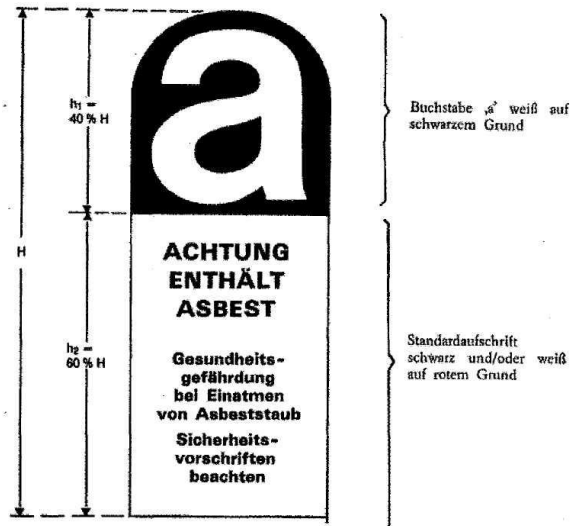 H
h₁ =
40 % H
h₂ =
60 % H
a
ACHTUNG
ENTHÄLT
ASBEST
Gesundheits-
gefährdung
bei Einatmen
von Asbeststaub
Sicherheits-
vorschriften
beachten
Buchstabe ‚a’ weiß auf
schwarzem Grund
Standardaufschrift
schwarz und/oder weiß
auf rotem Grund